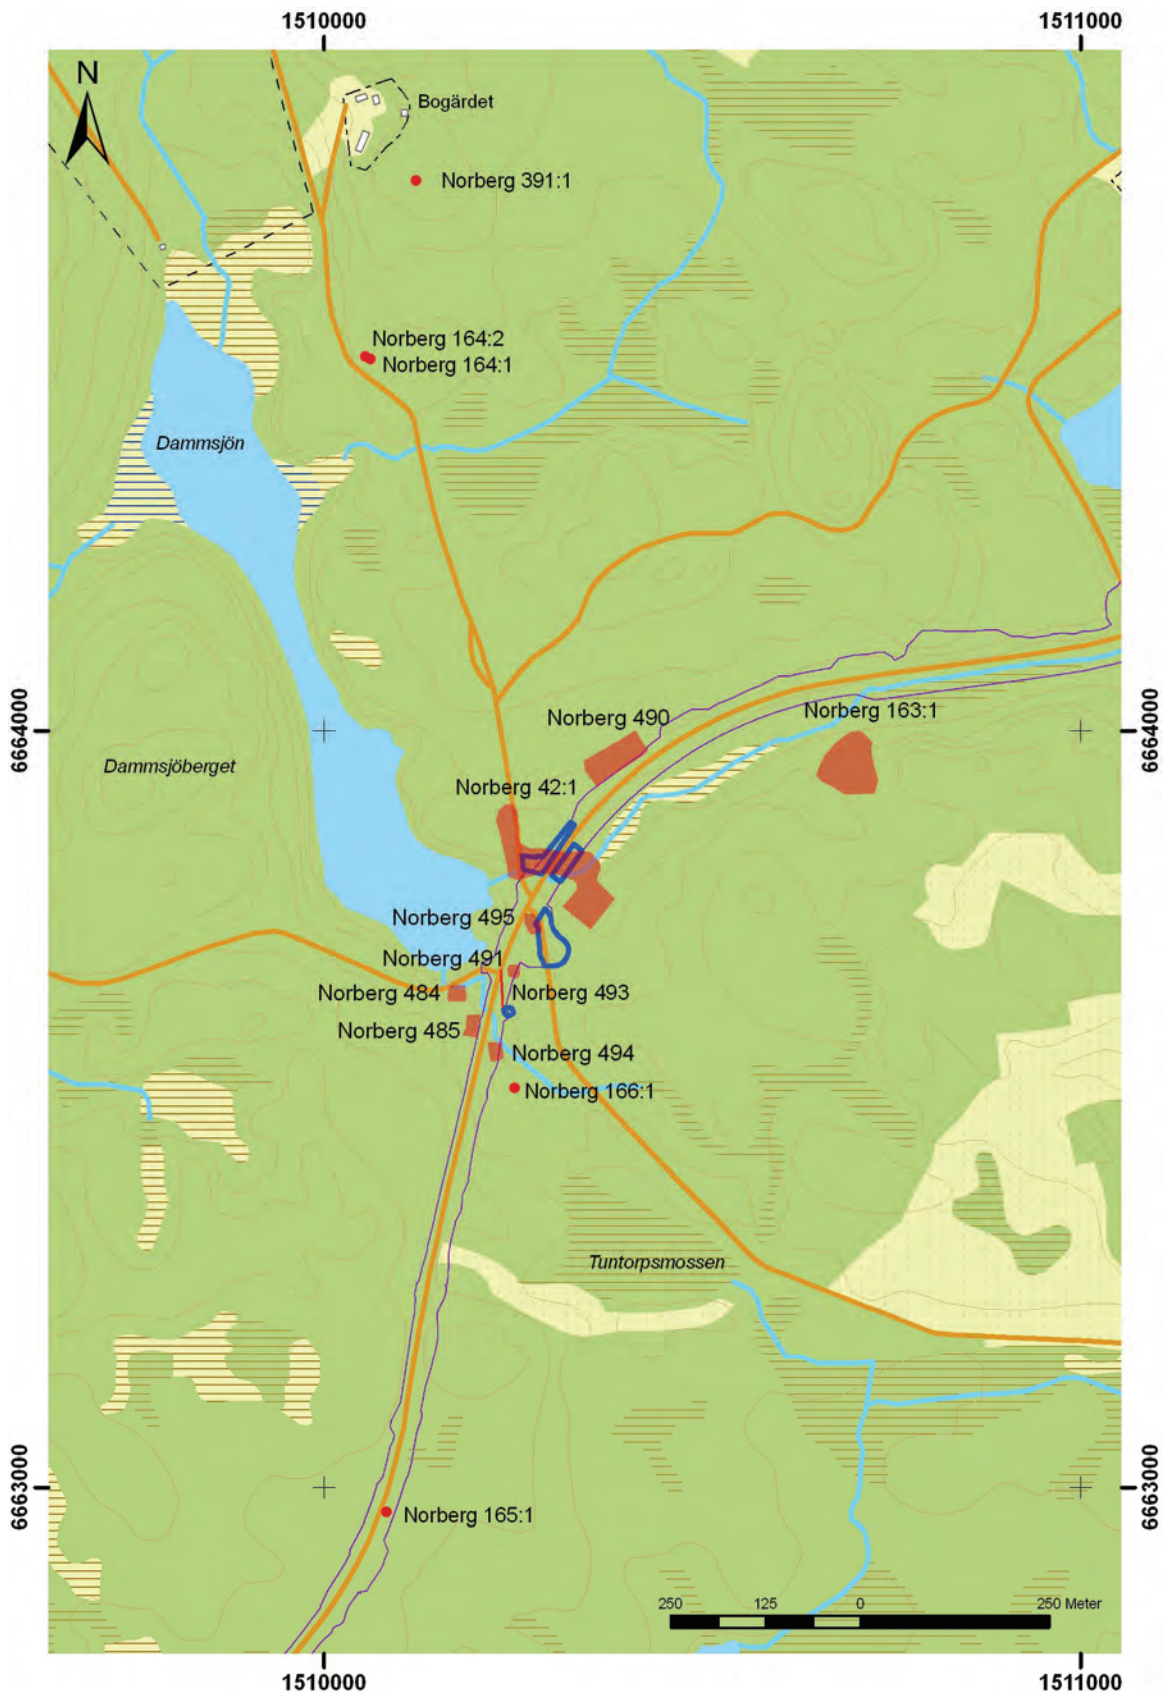 1510000
1511000
N
Bogärdet
Norberg 391:1
Norberg 164:2
Norberg 164:1
Dammsjön
6664000
6664000
Norberg 490
Norberg 163:1
Dammsjöberget
Norberg 42:1
Norberg 495
Norberg 491
Norberg 484
Norberg 493
Norberg 485
Norberg 494
Norberg 166:1
Tuntorpsmossen
6663000
6663000
Norberg 165:1
250 125 0 250 Meter
1510000
1511000